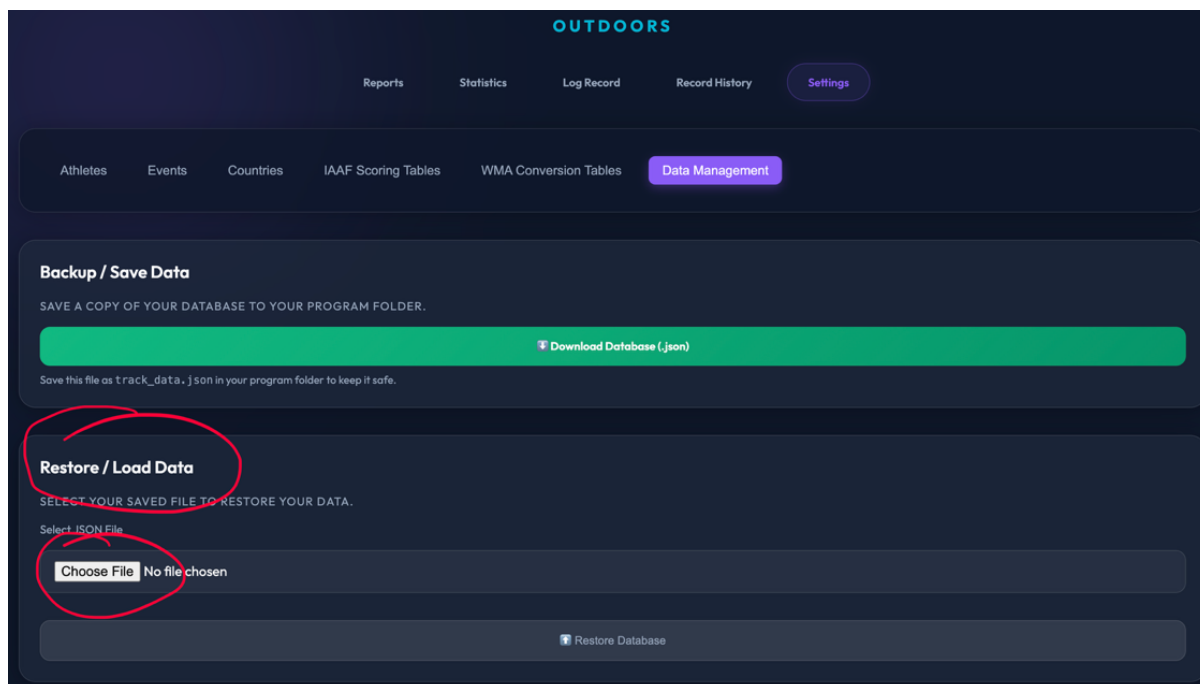 OUTDOORS
Reports Statistics Log Record Record History Settings
Athletes Events Countries IAAF Scoring Tables WMA Conversion Tables Data Management
Backup / Save Data
SAVE A COPY OF YOUR DATABASE TO YOUR PROGRAM FOLDER.
Download Database (.json)
Save this file as track_data.json in your program folder to keep it safe.
Restore / Load Data
SELECT YOUR SAVED FILE TO RESTORE YOUR DATA.
Select JSON File
Choose File No file chosen
Restore Database